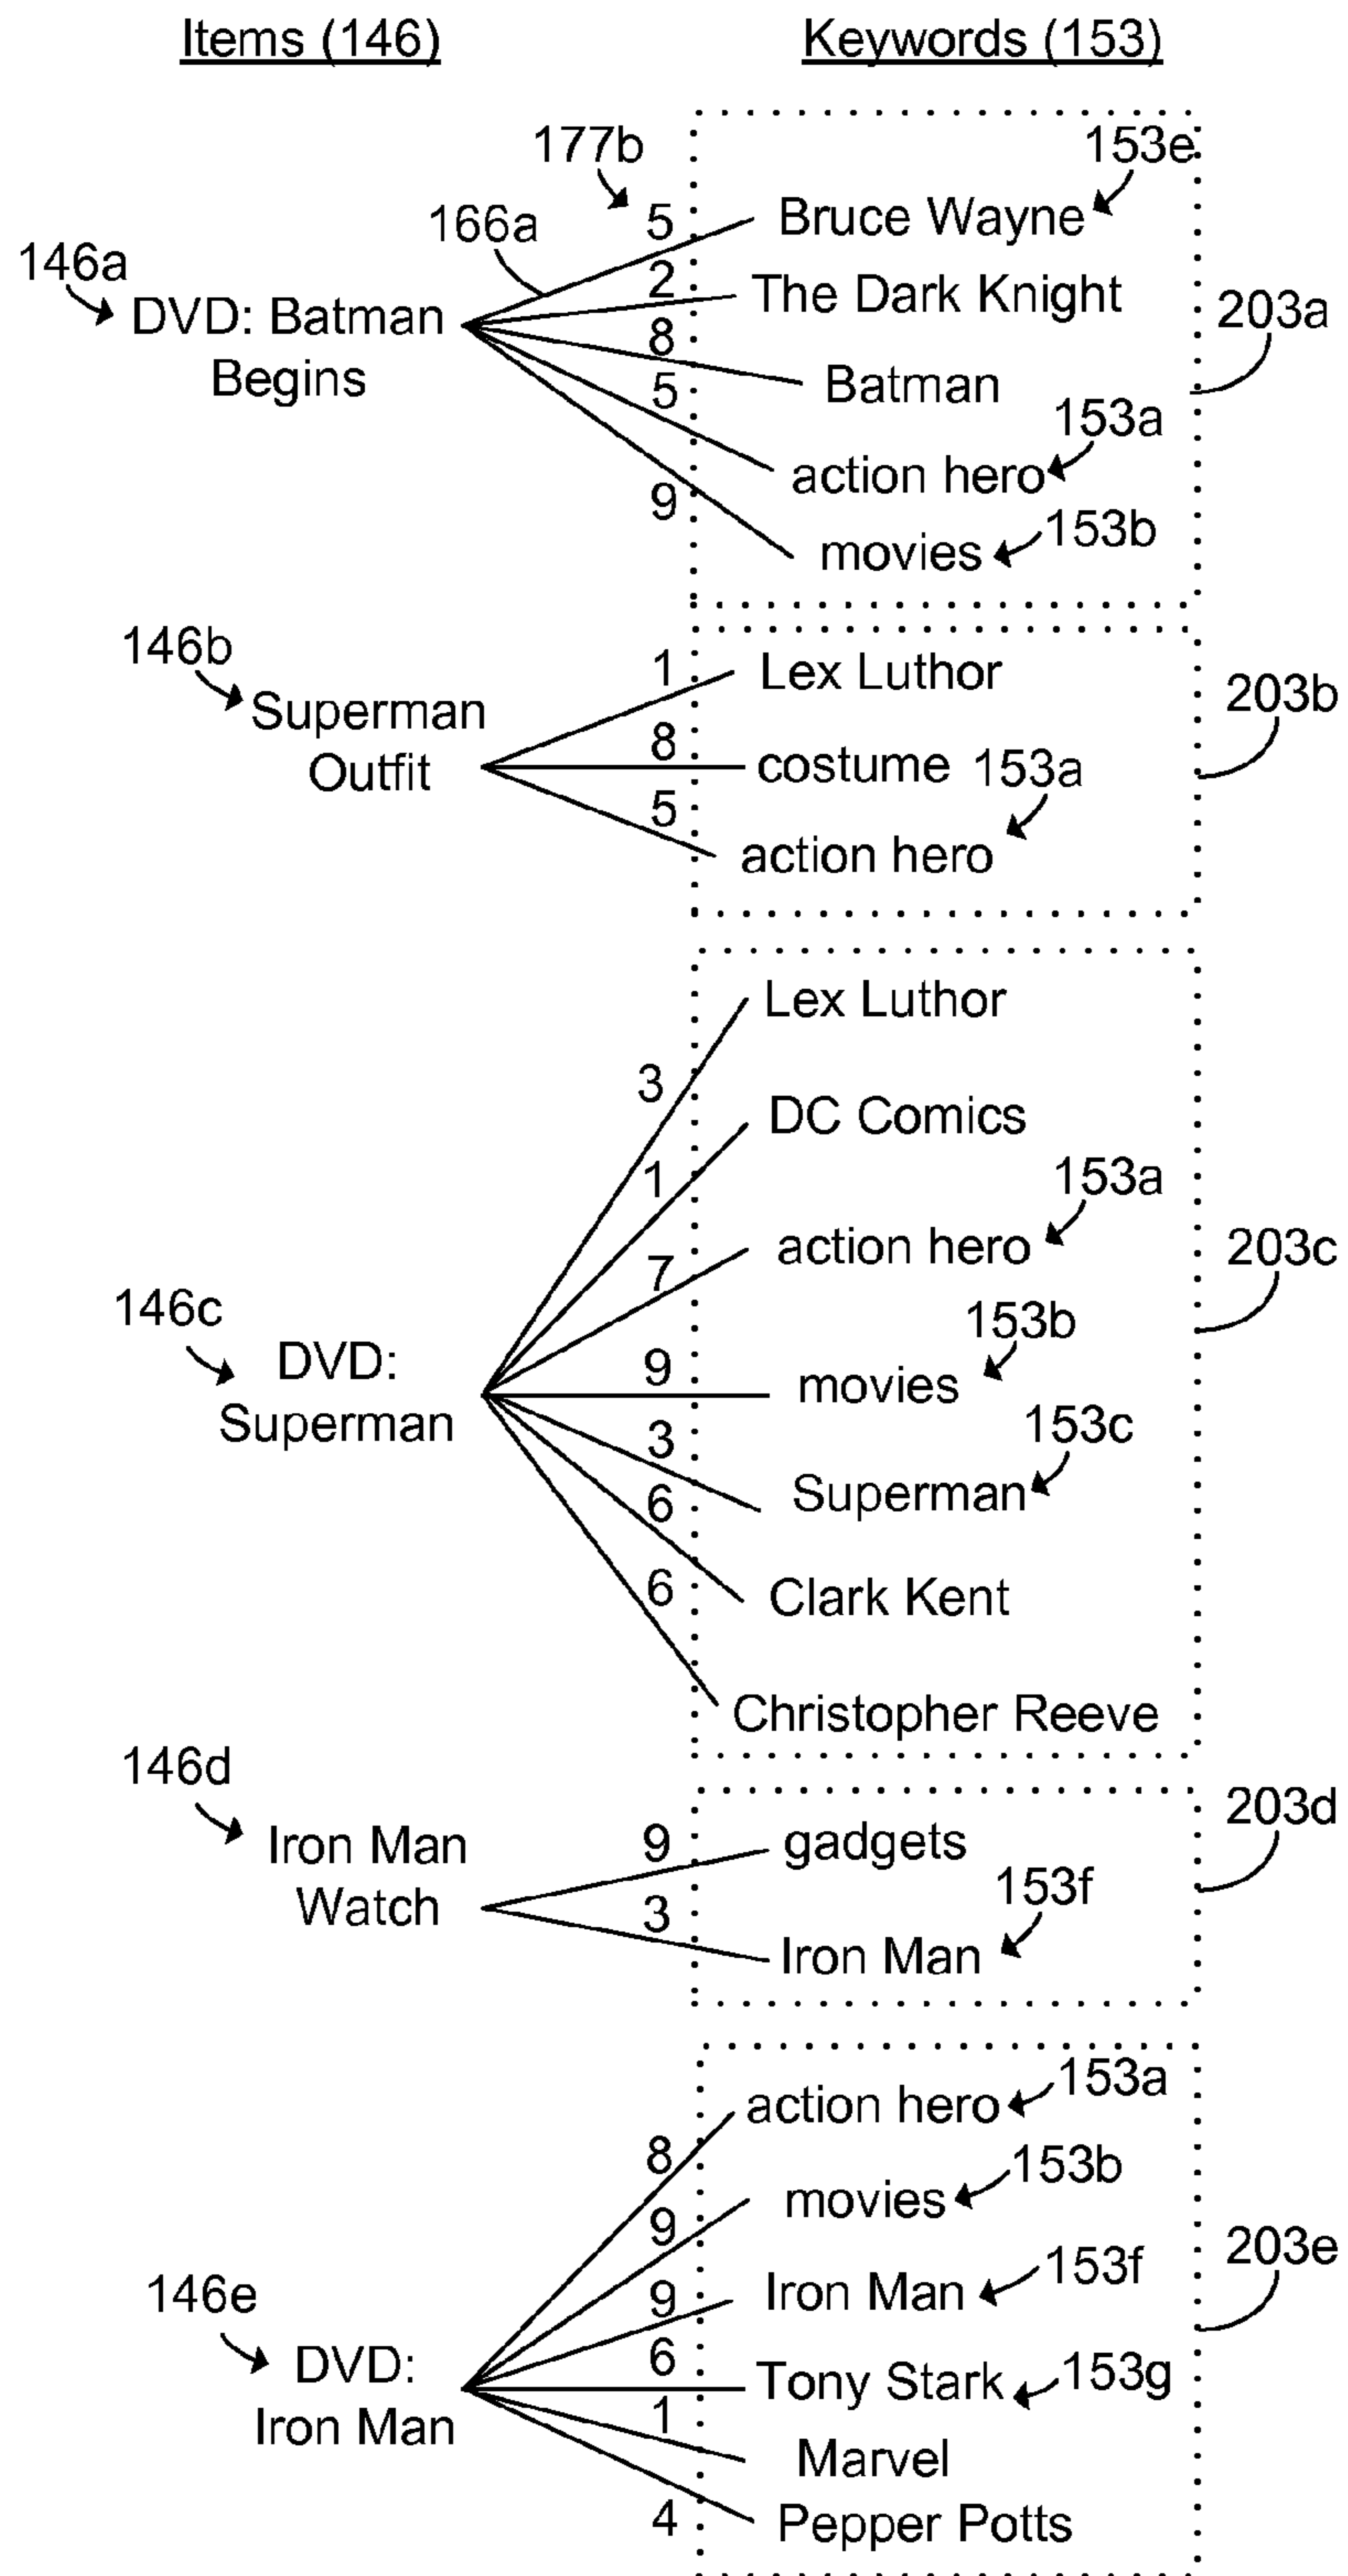 Items (146) Keywords (153)
177b 153e
5 Bruce Wayne
166a
146a
2 The Dark Knight
DVD: Batman 203a
Begins
8 Batman
5 153a
action hero
9 153b
movies
146b
1 Lex Luthor
203b
Superman
Outfit
8 costume 153a
5 action hero
Lex Luthor
3
DC Comics
1 153a
action hero 203c
7
146c 153b
DVD:
Superman
9 movies
3 153c
Superman
6
Clark Kent
6
Christopher Reeve
146d
203d
Iron Man
Watch
9 gadgets
153f
3 Iron Man
153a
action hero
8 153b
movies
9 203e
153f
9 Iron Man
146e
DVD:
Iron Man
6 Tony Stark 153g
1 Marvel
4 Pepper Potts